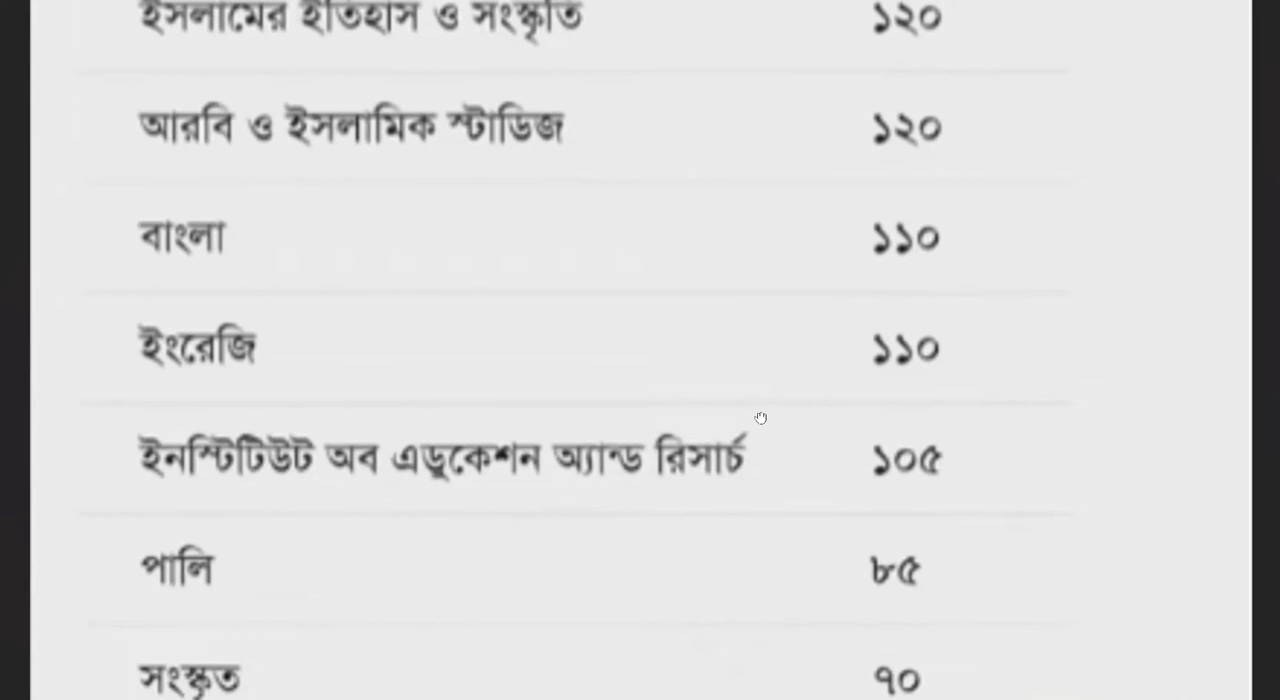 ইসলামের ইতিহাস ও সংস্কৃতি ১২০
আরবি ও ইসলামিক স্টাডিজ ১২০
বাংলা ১১০
ইংরেজি ১১০
ইনস্টিটিউট অব এডুকেশন অ্যান্ড রিসার্চ ১০৫
পালি ৮৫
সংস্কৃত ৭০